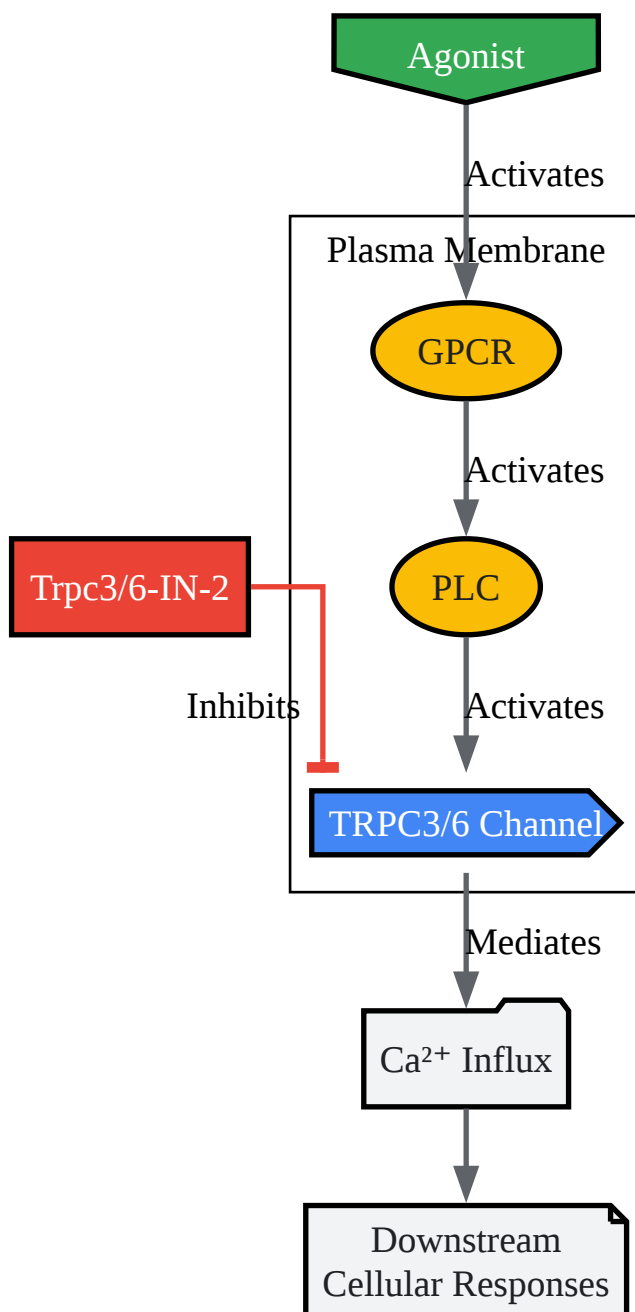 Agonist
Activates
Plasma Membrane
GPCR
Activates
Trpc3/6-IN-2
PLC
Inhibits
Activates
TRPC3/6 Channel
Mediates
Ca²⁺ Influx
Downstream
Cellular Responses